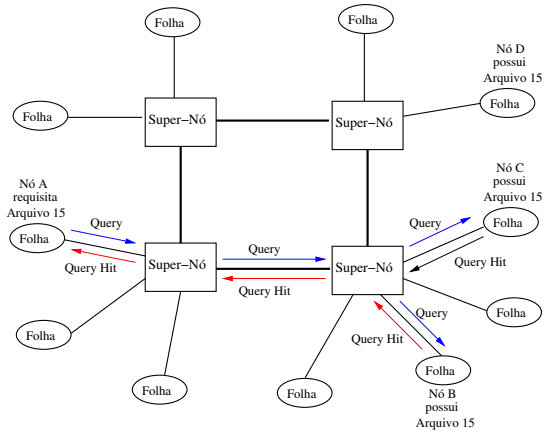 Folha
Folha
Nó D
possui
Arquivo 15
Folha
Folha
Super-Nó
Super-Nó
Nó A
requisita
Arquivo 15
Nó C
possui
Arquivo 15
Query
Query
Folha
Folha
Query
Query Hit
Super-Nó
Super-Nó
Query Hit
Query Hit
Query
Folha
Folha
Query Hit
Folha
Folha
Folha
Nó B
possui
Arquivo 15